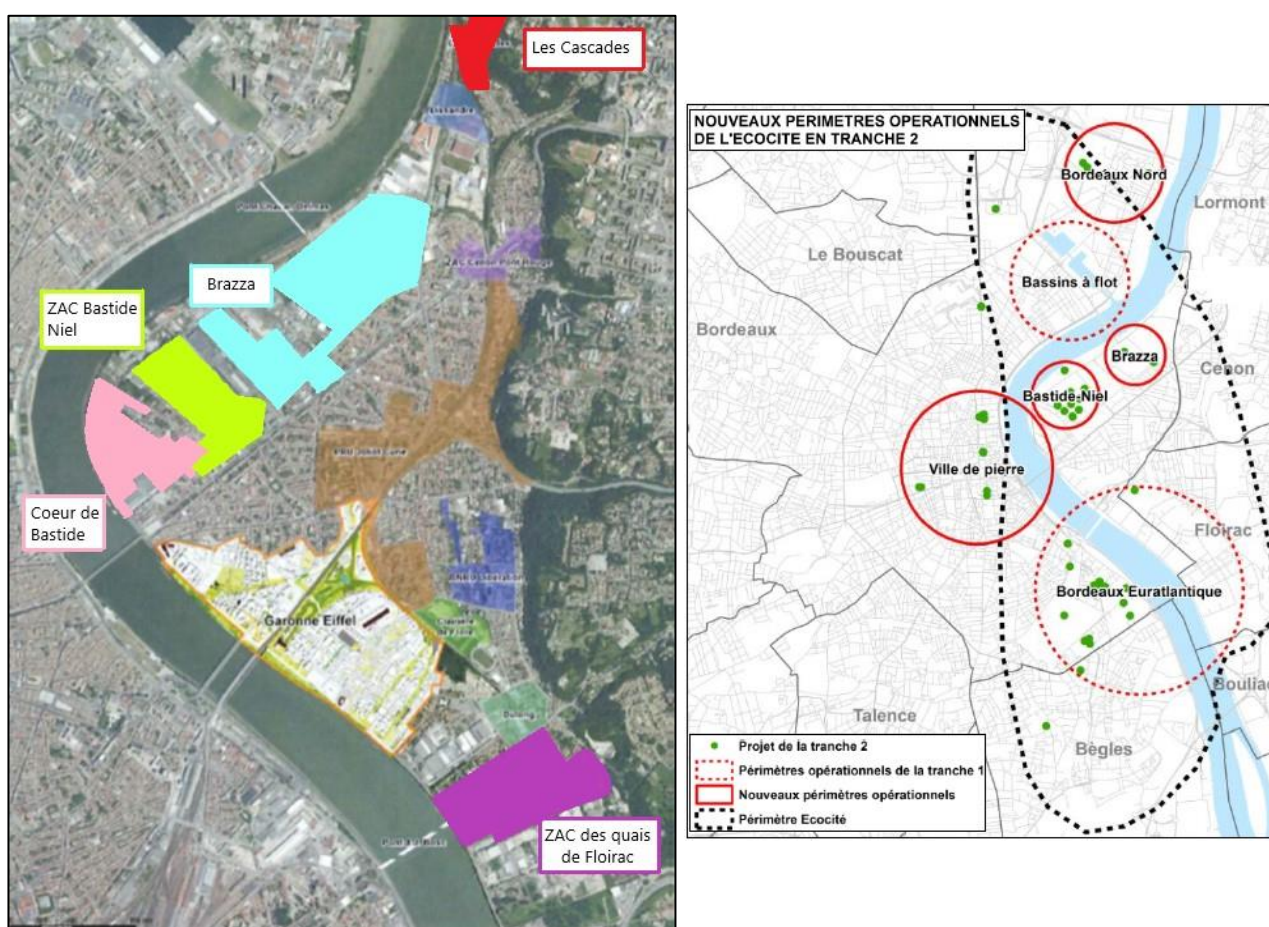 Les Cascades
Brazza
ZAC Bastide
Niel
Coeur de
Bastide
Garonne Eiffel
ZAC des quais
de Floirac
NOUVEAUX PERIMETRES OPERATIONNELS
DE L'ECOCITE EN TRANCHE 2
Bordeaux Nord
Lormont
Le Bouscat
Bassins à flot
Bordeaux
Brazza
Cenon
Bastide-Niel
Ville de pierre
Floirac
Bordeaux Euratlantique
Bouliac
Talence
Bègles
Projet de la tranche 2
Périmètres opérationnels de la tranche 1
Nouveaux périmètres opérationnels
Périmètre Ecocité